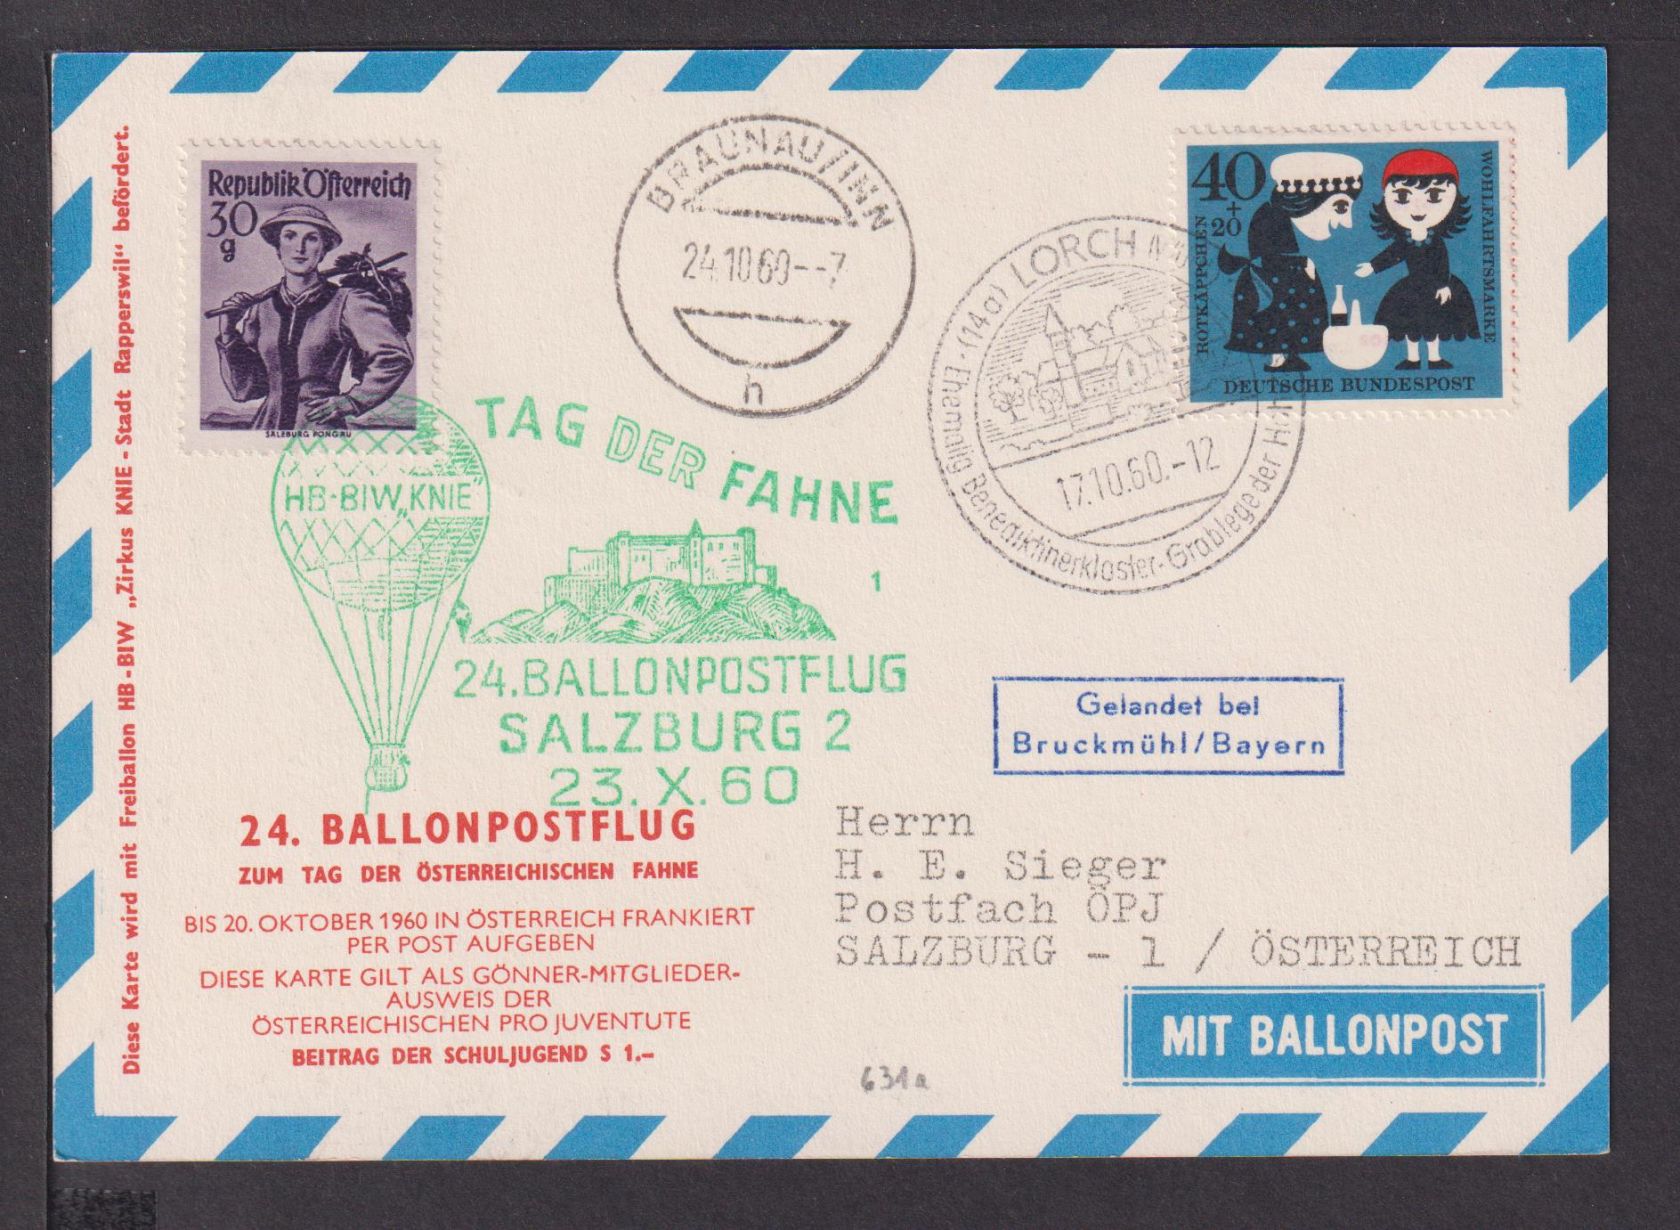 Diese Karte wird mit Freiballon HB - BIW „Zirkus KNIE - Stadt Rapperswil“ befördert.
Republik Österreich
30
g
SALZBURG PONGAU
BRAUNAU/INN
24.10.60--7
h
(14a) LORCH
17.10.60.-12
Ehemalig Benediktinerkloster. Grablege der
40
+
20
ROTKÄPPCHEN
WOHLFAHRTSMARKE
DEUTSCHE BUNDESPOST
TAG DER FAHNE
HB-BIW„KNIE“
1
24.BALLONPOSTFLUG
SALZBURG 2
23.X.60
Gelandet bei
Bruckmühl/Bayern
24. BALLONPOSTFLUG
ZUM TAG DER ÖSTERREICHISCHEN FAHNE
BIS 20. OKTOBER 1960 IN ÖSTERREICH FRANKIERT
PER POST AUFGEBEN
DIESE KARTE GILT ALS GÖNNER-MITGLIEDER-
AUSWEIS DER
ÖSTERREICHISCHEN PRO JUVENTUTE
BEITRAG DER SCHULJUGEND S 1.–
Herrn
H. E. Sieger
Postfach ÖPJ
SALZBURG - 1 / ÖSTERREICH
MIT BALLONPOST
631a